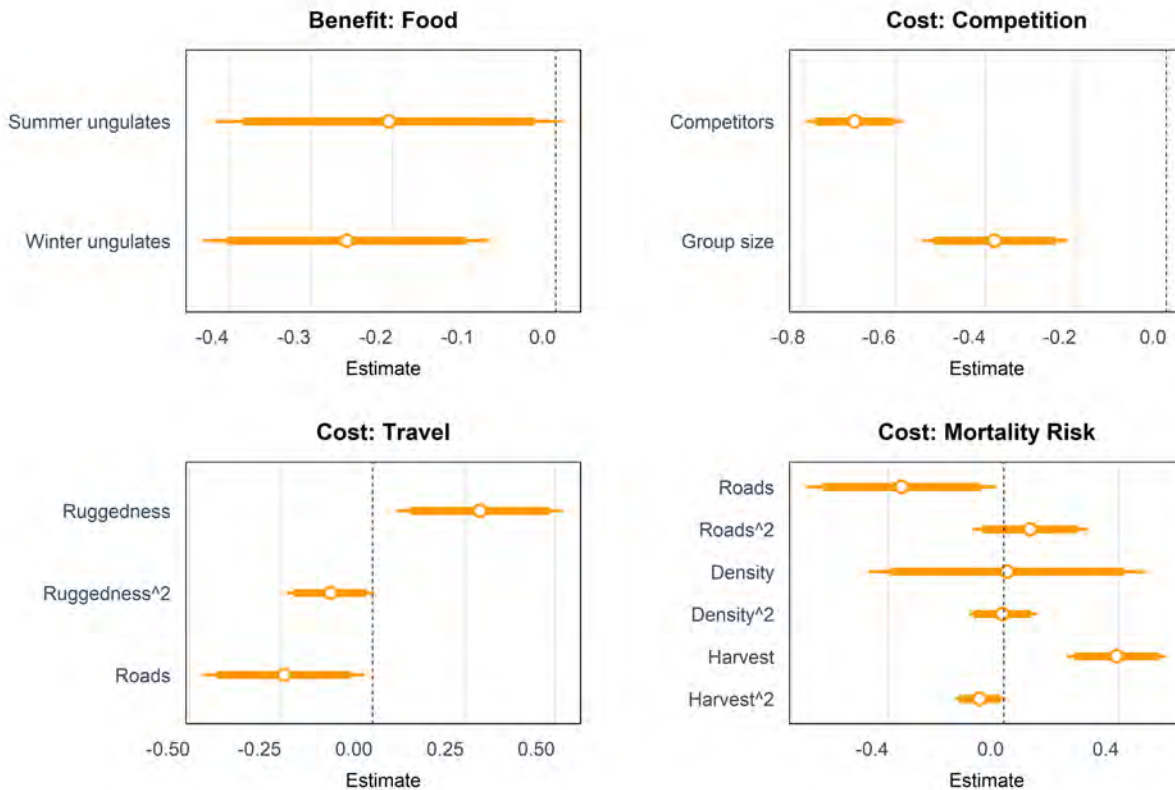 Benefit: Food
Summer ungulates
Winter ungulates
-0.4 -0.3 -0.2 -0.1 0.0
Estimate
Cost: Competition
Competitors
Group size
-0.8 -0.6 -0.4 -0.2 0.0
Estimate
Cost: Travel
Ruggedness
Ruggedness^2
Roads
-0.50 -0.25 0.00 0.25 0.50
Estimate
Cost: Mortality Risk
Roads
Roads^2
Density
Density^2
Harvest
Harvest^2
-0.4 0.0 0.4
Estimate